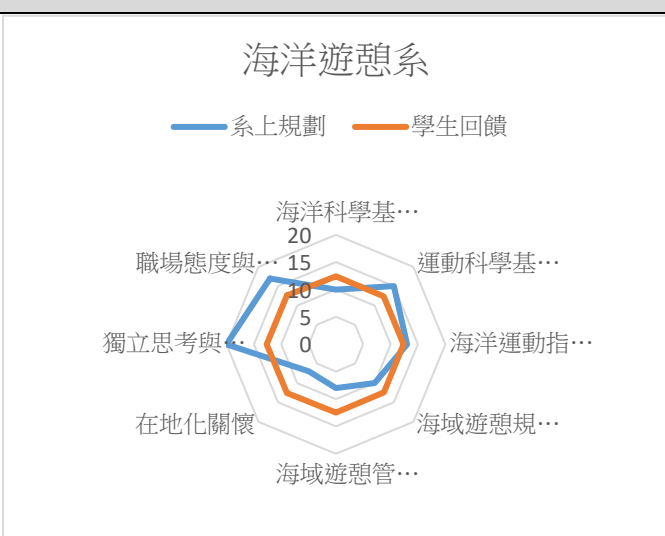 海洋遊憩系
系上規劃 學生回饋
海洋科學基…
20
職場態度與… 15 運動科學基…
10
5
獨立思考與… 0 海洋運動指…
在地化關懷 海域遊憩規…
海域遊憩管…